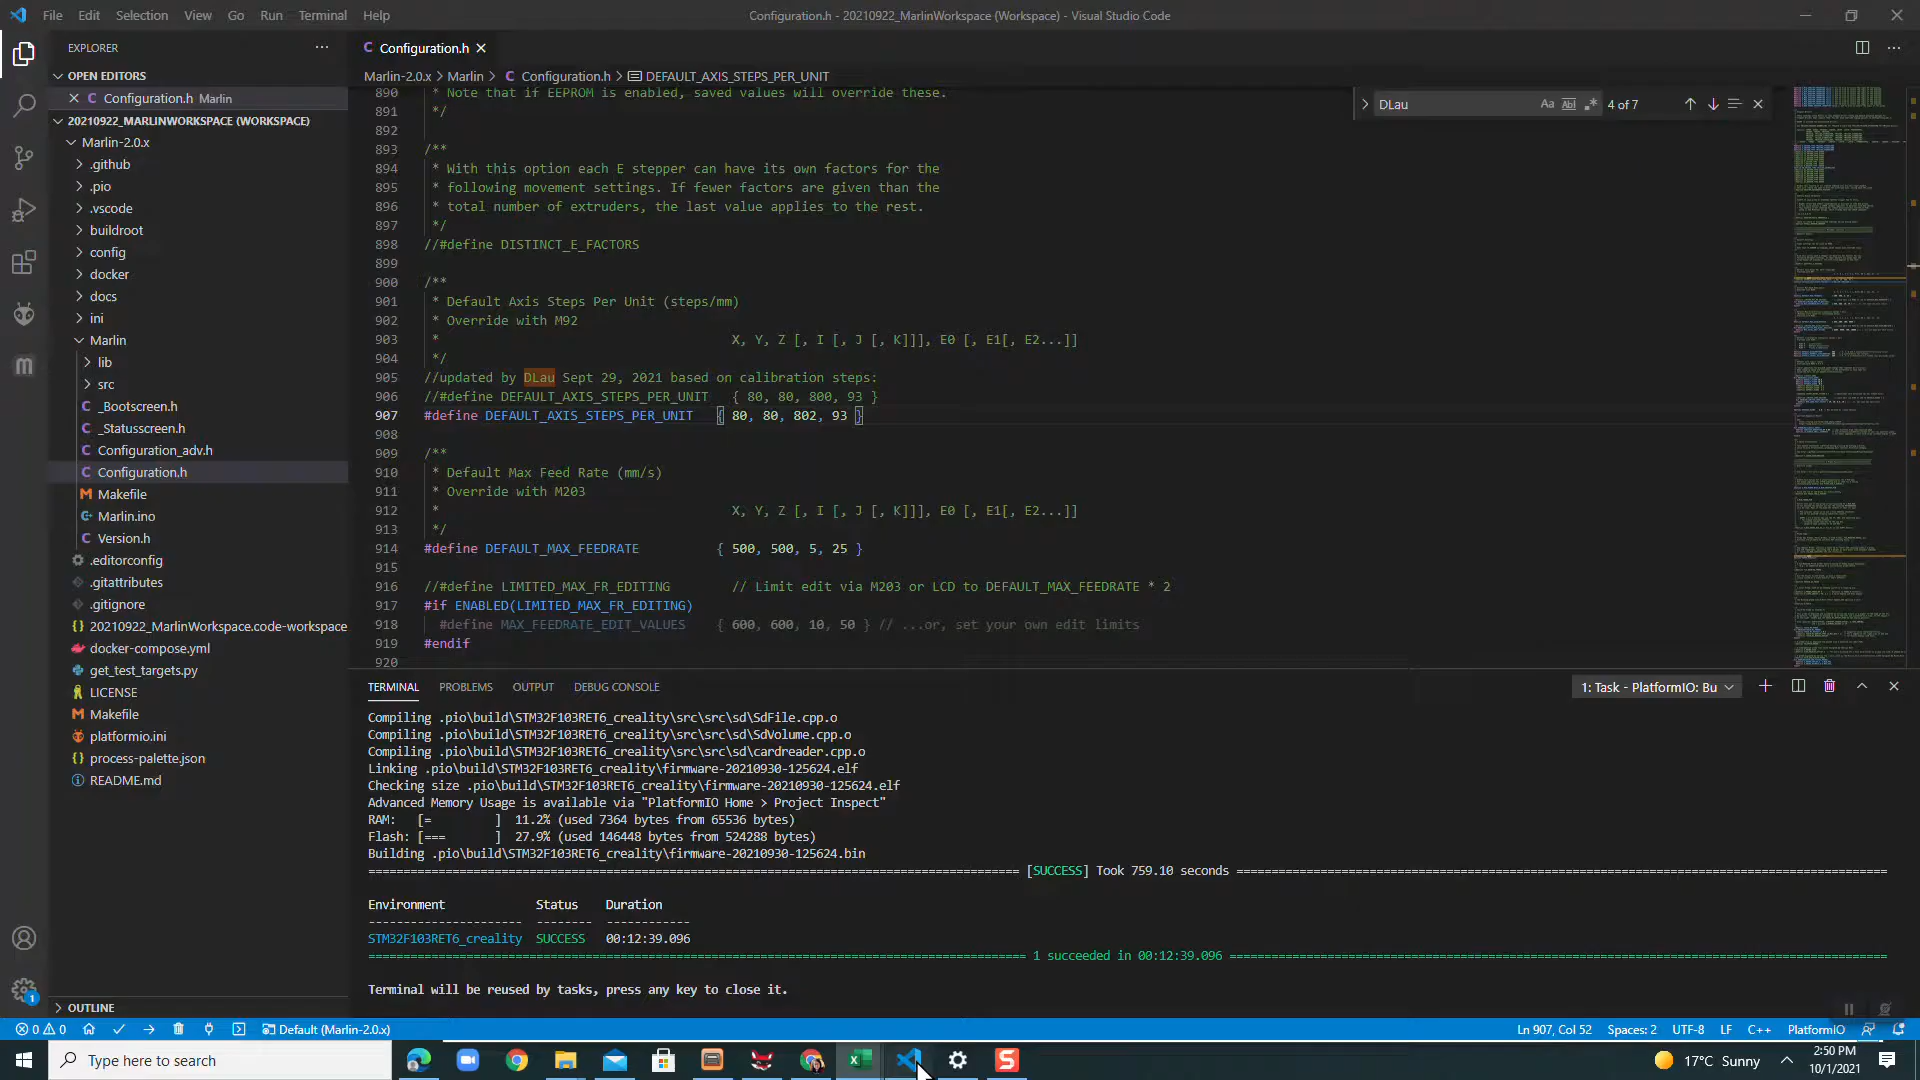 File Edit Selection View Go Run Terminal Help
Configuration.h - 20210922_MarlinWorkspace (Workspace) - Visual Studio Code
EXPLORER
OPEN EDITORS
Configuration.h Marlin
20210922_MARLINWORKSPACE (WORKSPACE)
Marlin-2.0.x
.github
.pio
.vscode
buildroot
config
docker
docs
ini
Marlin
lib
src
_Bootscreen.h
_Statusscreen.h
Configuration_adv.h
Configuration.h
Makefile
Marlin.ino
Version.h
.editorconfig
.gitattributes
.gitignore
20210922_MarlinWorkspace.code-workspace
docker-compose.yml
get_test_targets.py
LICENSE
Makefile
platformio.ini
process-palette.json
README.md
OUTLINE
Configuration.h
Marlin-2.0.x > Marlin > C Configuration.h > DEFAULT_AXIS_STEPS_PER_UNIT
DLau
Aa Abl .* 4 of 7
890 * Note that if EEPROM is enabled, saved values will override these.
891 */
892
893 /**
894 * With this option each E stepper can have its own factors for the
895 * following movement settings. If fewer factors are given than the
896 * total number of extruders, the last value applies to the rest.
897 */
898 //#define DISTINCT_E_FACTORS
899
900 /**
901 * Default Axis Steps Per Unit (steps/mm)
902 * Override with M92
903 * X, Y, Z [, I [, J [, K]]], E0 [, E1[, E2...]]
904 */
905 //updated by DLau Sept 29, 2021 based on calibration steps:
906 //#define DEFAULT_AXIS_STEPS_PER_UNIT { 80, 80, 800, 93 }
907 #define DEFAULT_AXIS_STEPS_PER_UNIT { 80, 80, 802, 93 }
908
909 /**
910 * Default Max Feed Rate (mm/s)
911 * Override with M203
912 * X, Y, Z [, I [, J [, K]]], E0 [, E1[, E2...]]
913 */
914 #define DEFAULT_MAX_FEEDRATE { 500, 500, 5, 25 }
915
916 //#define LIMITED_MAX_FR_EDITING // Limit edit via M203 or LCD to DEFAULT_MAX_FEEDRATE * 2
917 #if ENABLED(LIMITED_MAX_FR_EDITING)
918 #define MAX_FEEDRATE_EDIT_VALUES { 600, 600, 10, 50 } // ...or, set your own edit limits
919 #endif
920
TERMINAL PROBLEMS OUTPUT DEBUG CONSOLE
1: Task - PlatformIO: Bu
Compiling .pio\build\STM32F103RET6_creality\src\src\sd\SdFile.cpp.o
Compiling .pio\build\STM32F103RET6_creality\src\src\sd\SdVolume.cpp.o
Compiling .pio\build\STM32F103RET6_creality\src\src\sd\cardreader.cpp.o
Linking .pio\build\STM32F103RET6_creality\firmware-20210930-125624.elf
Checking size .pio\build\STM32F103RET6_creality\firmware-20210930-125624.elf
Advanced Memory Usage is available via "PlatformIO Home > Project Inspect"
RAM: [= ] 11.2% (used 7364 bytes from 65536 bytes)
Flash: [=== ] 27.9% (used 146448 bytes from 524288 bytes)
Building .pio\build\STM32F103RET6_creality\firmware-20210930-125624.bin
[SUCCESS] Took 759.10 seconds
Environment Status Duration
STM32F103RET6_creality SUCCESS 00:12:39.096
1 succeeded in 00:12:39.096
Terminal will be reused by tasks, press any key to close it.
1
0 0
Default (Marlin-2.0.x)
Ln 907, Col 52 Spaces: 2 UTF-8 LF C++ PlatformIO
Type here to search
17°C Sunny
2:50 PM
10/1/2021